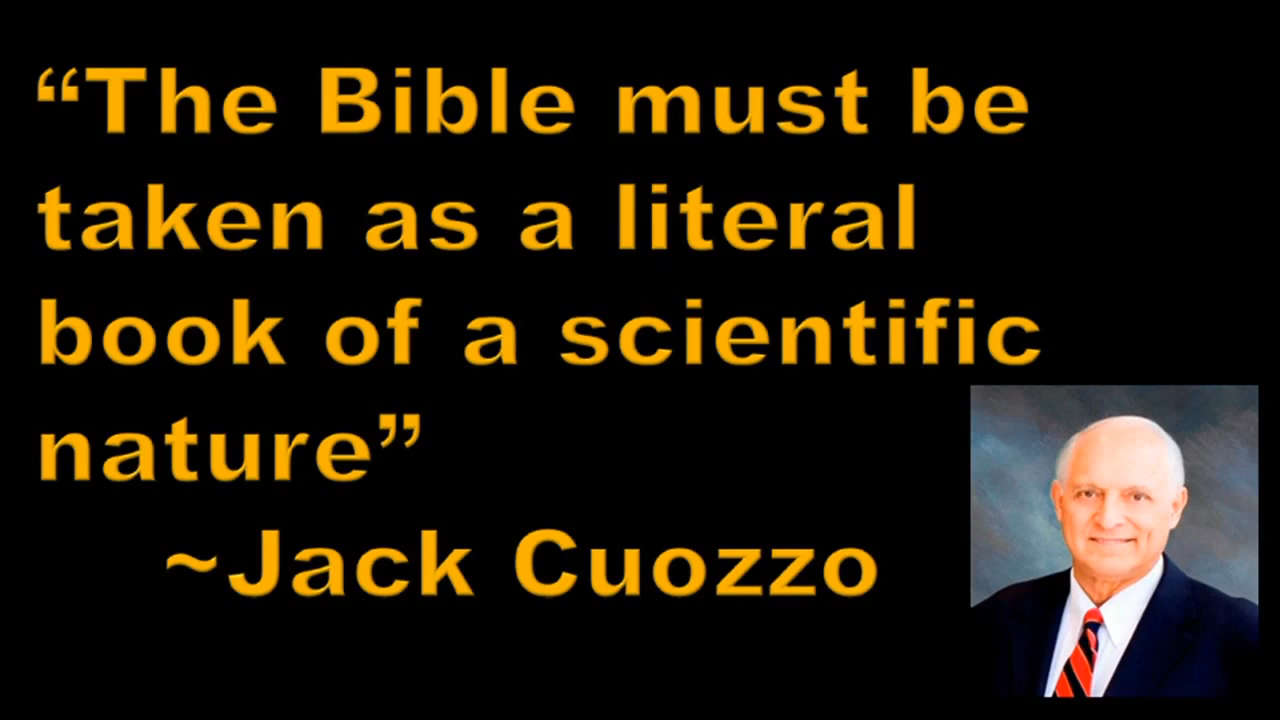 “The Bible must be
taken as a literal
book of a scientific
nature”
~Jack Cuozzo